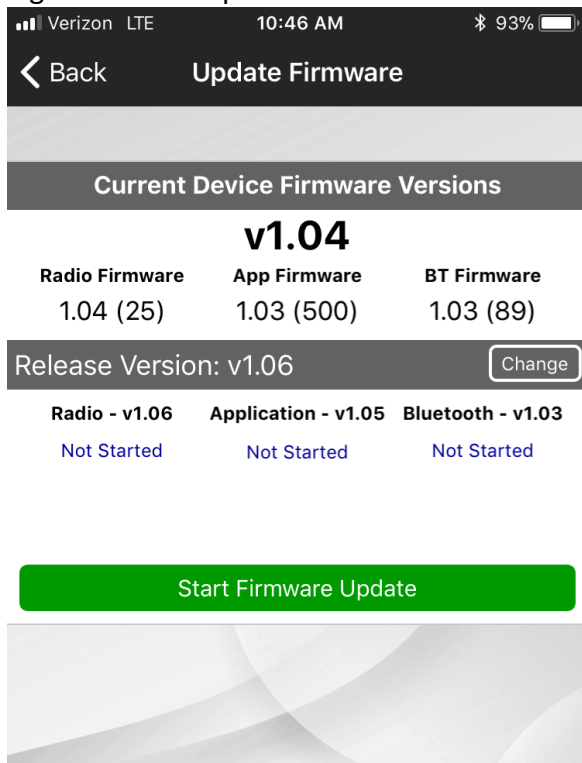 Verizon LTE 10:46 AM 93%
Back Update Firmware
Current Device Firmware Versions
v1.04
Radio Firmware App Firmware BT Firmware
1.04 (25) 1.03 (500) 1.03 (89)
Release Version: v1.06 Change
Radio - v1.06 Application - v1.05 Bluetooth - v1.03
Not Started Not Started Not Started
Start Firmware Update